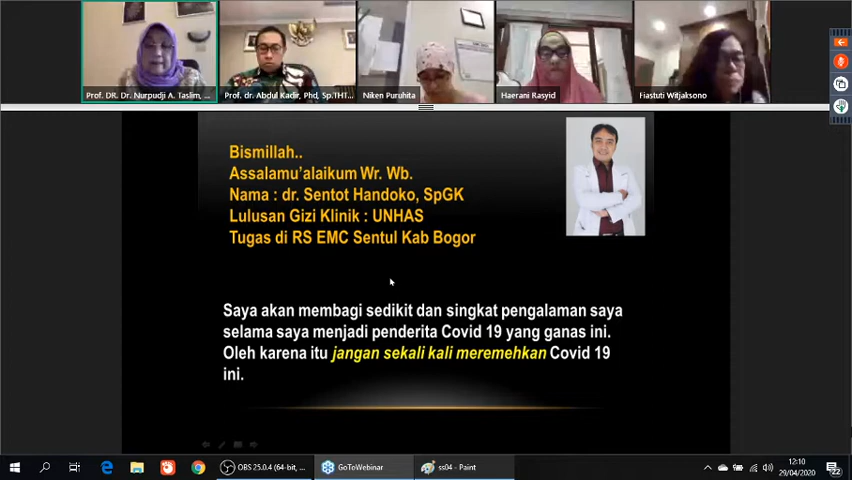 Prof. DR. Dr. Nurpudji A. Taslim, ...
Prof. dr. Abdul Kadir, Phd, Sp.THT...
Niken Puruhita
Haerani Rasyid
Fiastuti Witjaksono
Bismillah..
Assalamu'alaikum Wr. Wb.
Nama : dr. Sentot Handoko, SpGK
Lulusan Gizi Klinik : UNHAS
Tugas di RS EMC Sentul Kab Bogor
Saya akan membagi sedikit dan singkat pengalaman saya
selama saya menjadi penderita Covid 19 yang ganas ini.
Oleh karena itu jangan sekali kali meremehkan Covid 19
ini.
OBS 25.0.4 (64-bit, ...
GoToWebinar
ss04 - Paint
12:10
29/04/2020
22